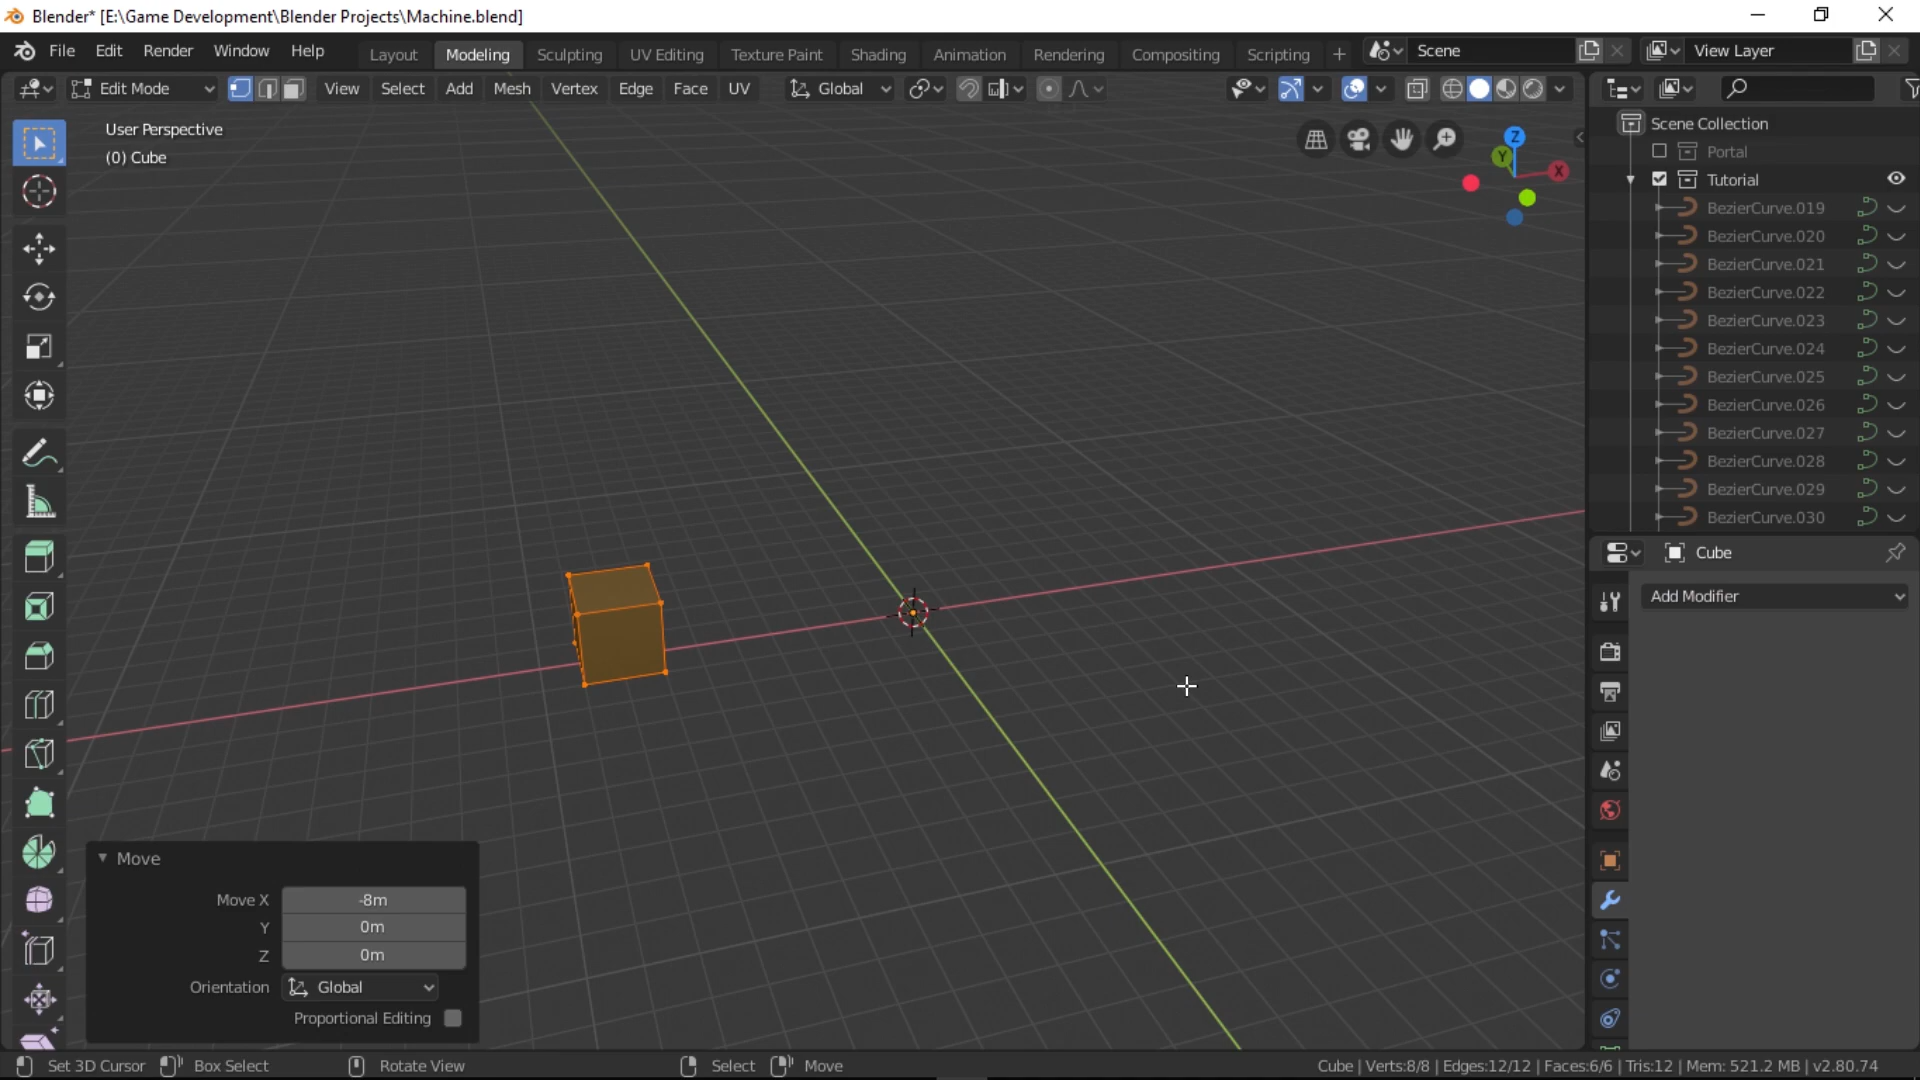 Blender* [E:\Game Development\Blender Projects\Machine.blend]
File Edit Render Window Help Layout Modeling Sculpting UV Editing Texture Paint Shading Animation Rendering Compositing Scripting + Scene View Layer
Edit Mode View Select Add Mesh Vertex Edge Face UV Global
User Perspective
(0) Cube
Z
Y
X
Scene Collection
Portal
Tutorial
BezierCurve.019
BezierCurve.020
BezierCurve.021
BezierCurve.022
BezierCurve.023
BezierCurve.024
BezierCurve.025
BezierCurve.026
BezierCurve.027
BezierCurve.028
BezierCurve.029
BezierCurve.030
Cube
Add Modifier
Move
Move X -8m
Y 0m
Z 0m
Orientation Global
Proportional Editing
Set 3D Cursor Box Select Rotate View Select Move Cube | Verts:8/8 | Edges:12/12 | Faces:6/6 | Tris:12 | Mem: 521.2 MB | v2.80.74